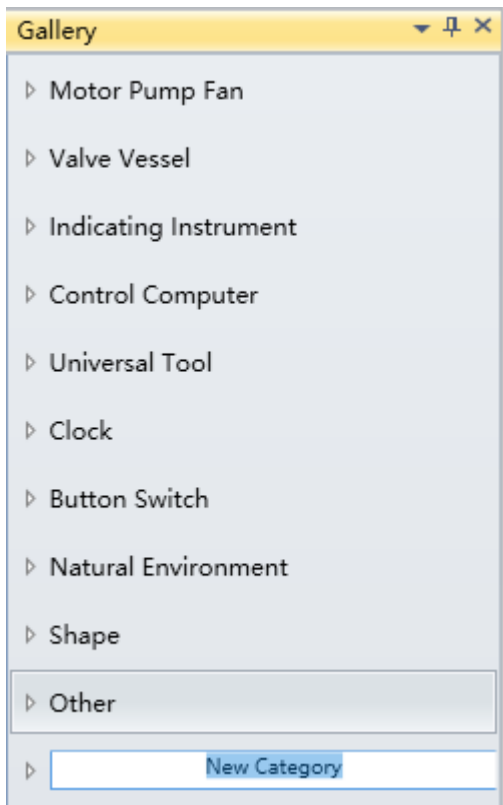 Gallery
Motor Pump Fan
Valve Vessel
Indicating Instrument
Control Computer
Universal Tool
Clock
Button Switch
Natural Environment
Shape
Other
New Category